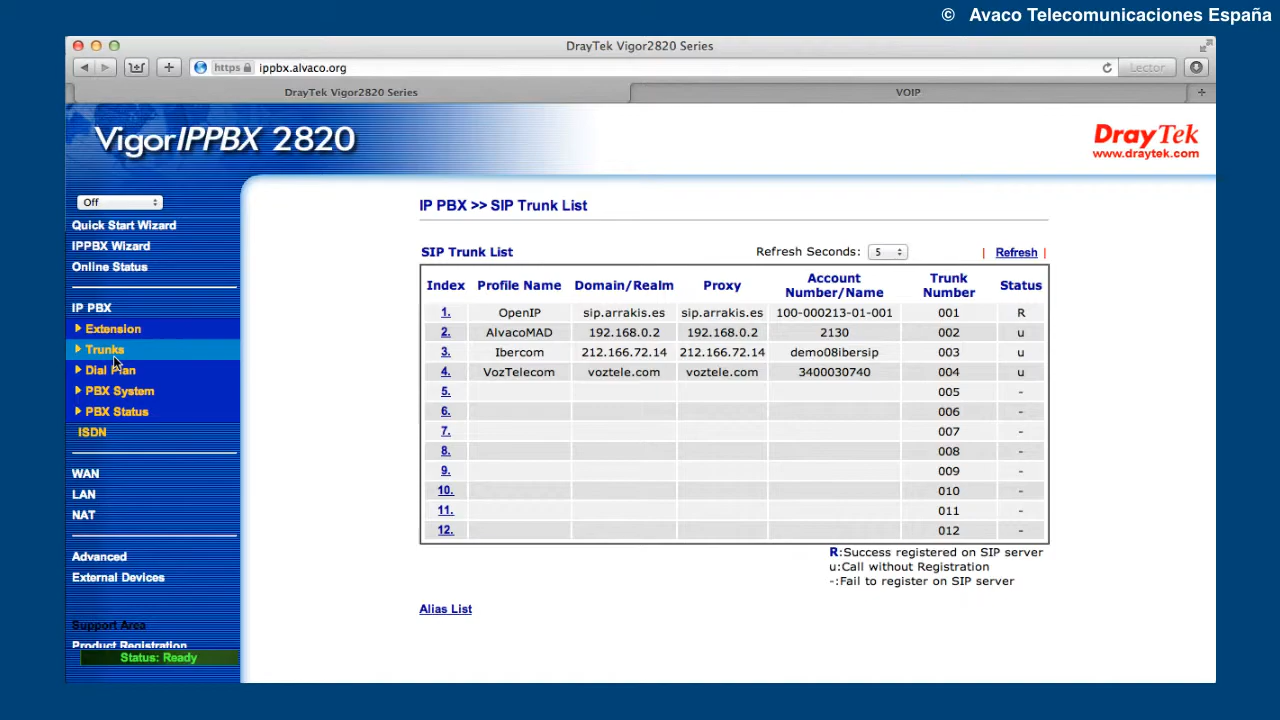 © Avaco Telecomunicaciones España
DrayTek Vigor2820 Series
https ippbx.alvaco.org Lector
DrayTek Vigor2820 Series VOIP
VigorIPPBX 2820
DrayTek
www.draytek.com
Off
Quick Start Wizard
IPPBX Wizard
Online Status
IP PBX
Extension
Trunks
Dial Plan
PBX System
PBX Status
ISDN
WAN
LAN
NAT
Advanced
External Devices
Support Area
Product Registration
Status: Ready
IP PBX >> SIP Trunk List
SIP Trunk List Refresh Seconds: 5 | Refresh |
Index Profile Name Domain/Realm Proxy Account Number/Name Trunk Number Status
1. OpenIP sip.arrakis.es sip.arrakis.es 100-000213-01-001 001 R
2. AlvacoMAD 192.168.0.2 192.168.0.2 2130 002 u
3. Ibercom 212.166.72.14 212.166.72.14 demo08ibersip 003 u
4. VozTelecom voztele.com voztele.com 3400030740 004 u
5. 005 -
6. 006 -
7. 007 -
8. 008 -
9. 009 -
10. 010 -
11. 011 -
12. 012 -
R:Success registered on SIP server
u:Call without Registration
-:Fail to register on SIP server
Alias List